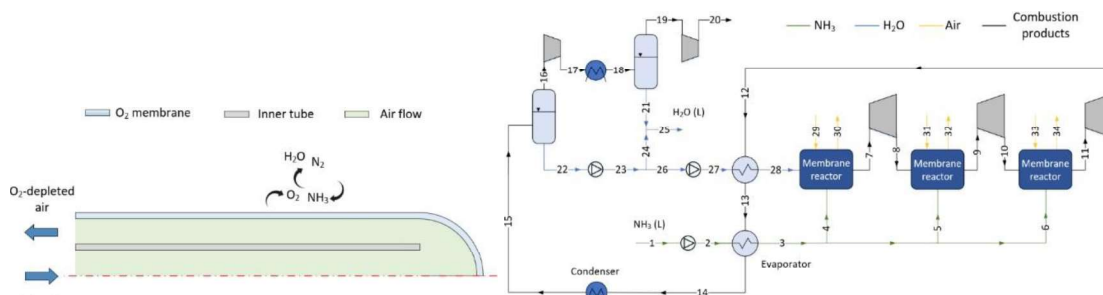 O₂ membrane Inner tube Air flow
H₂O N₂
O₂ NH₃
O₂-depleted
air
NH₃ H₂O Air Combustion
products
19 20
16 17 18
21 H₂O (L)
25
24
22 23 26 27 28
12
29 30 31 32 33 34
Membrane
reactor
Membrane
reactor
Membrane
reactor
7 8 9 10 11
13
15
NH₃ (L)
1 2 3 4 5 6
Evaporator
Condenser
14